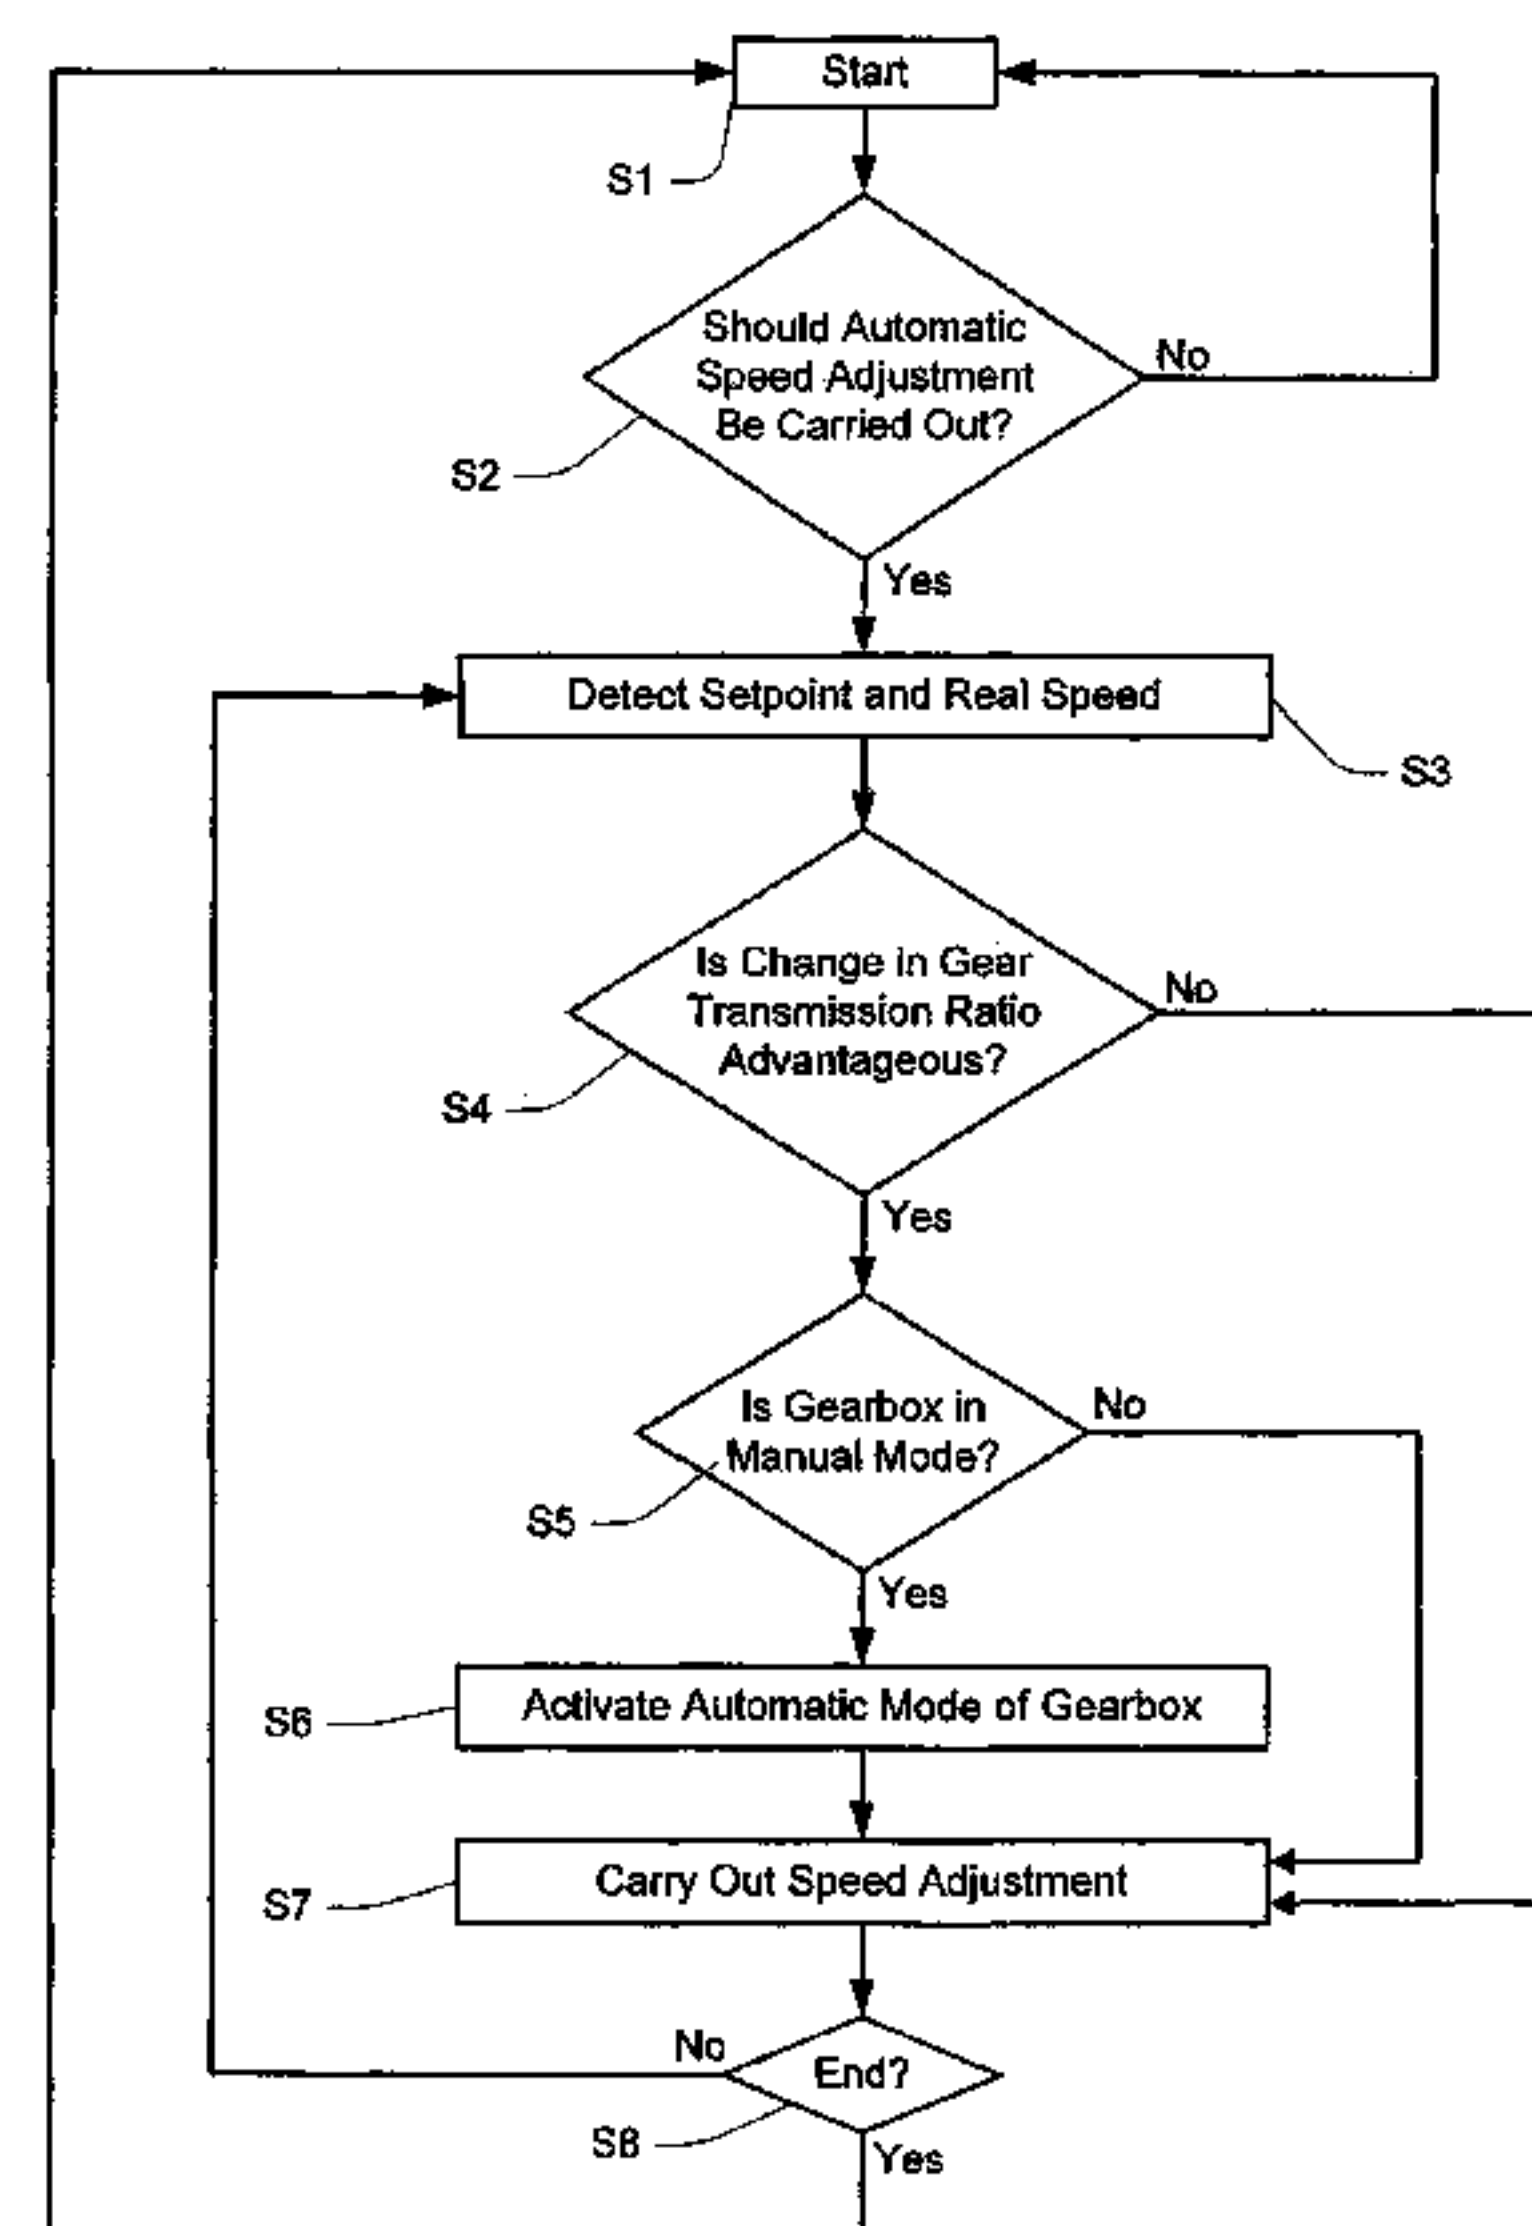 Start
S1
Should Automatic
Speed Adjustment
Be Carried Out?
No
S2
Yes
Detect Setpoint and Real Speed
S3
Is Change in Gear
Transmission Ratio
Advantageous?
No
S4
Yes
Is Gearbox in
Manual Mode?
No
S5
Yes
Activate Automatic Mode of Gearbox
S6
Carry Out Speed Adjustment
S7
No
End?
S8
Yes